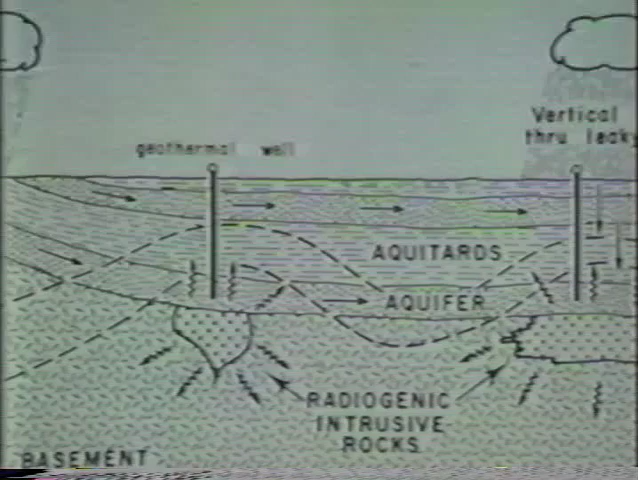 Vertical
thru leaky
geothermal well
AQUITARDS
AQUIFER
RADIOGENIC
INTRUSIVE
ROCKS
BASEMENT